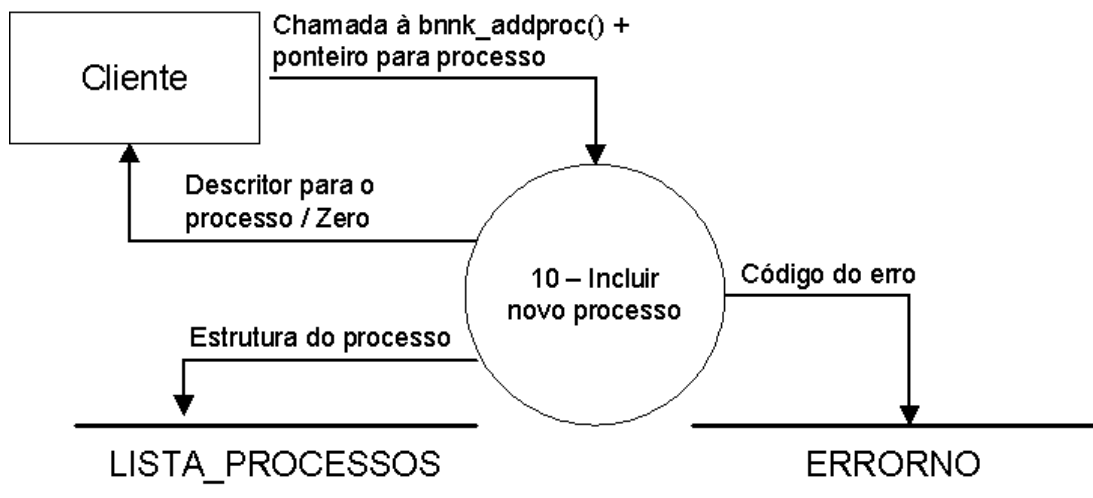 Chamada à bnnk_addproc() +
ponteiro para processo
Cliente
Descritor para o
processo / Zero
10 – Incluir
novo processo
Código do erro
Estrutura do processo
LISTA_PROCESSOS
ERRORNO